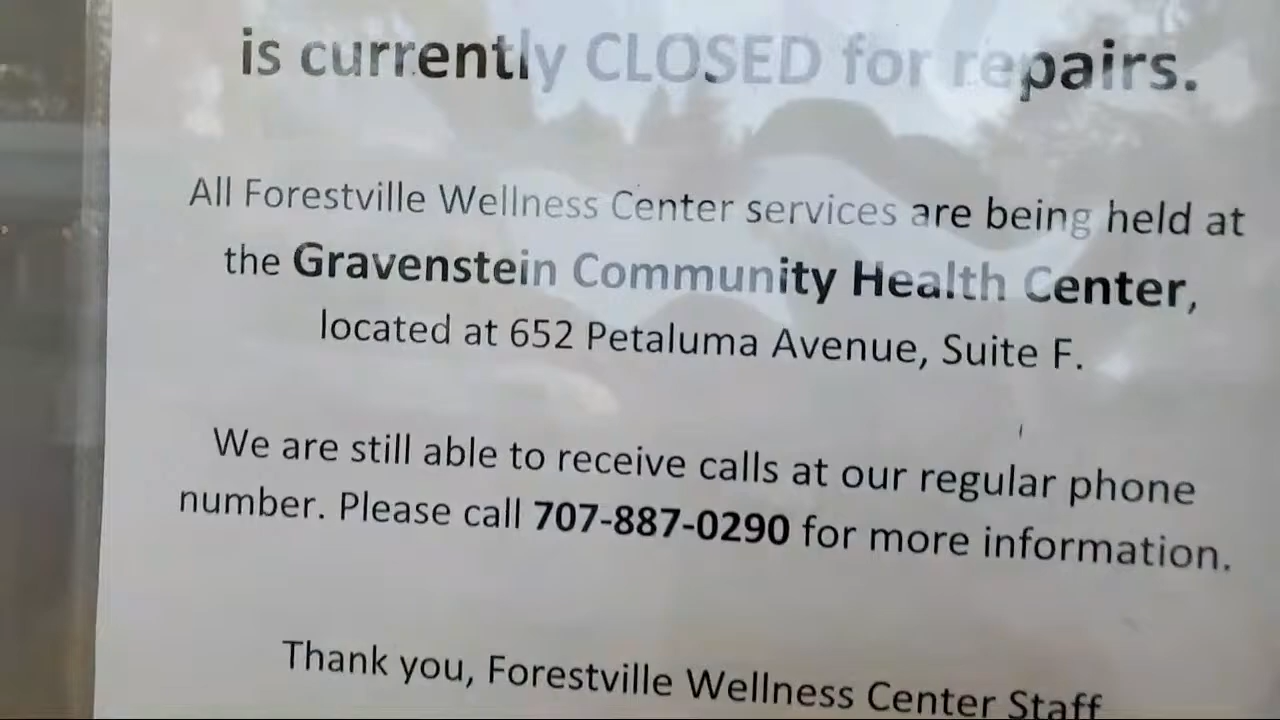 is currently CLOSED for repairs.
All Forestville Wellness Center services are being held at
the Gravenstein Community Health Center,
located at 652 Petaluma Avenue, Suite F.
We are still able to receive calls at our regular phone
number. Please call 707-887-0290 for more information.
Thank you, Forestville Wellness Center Staff